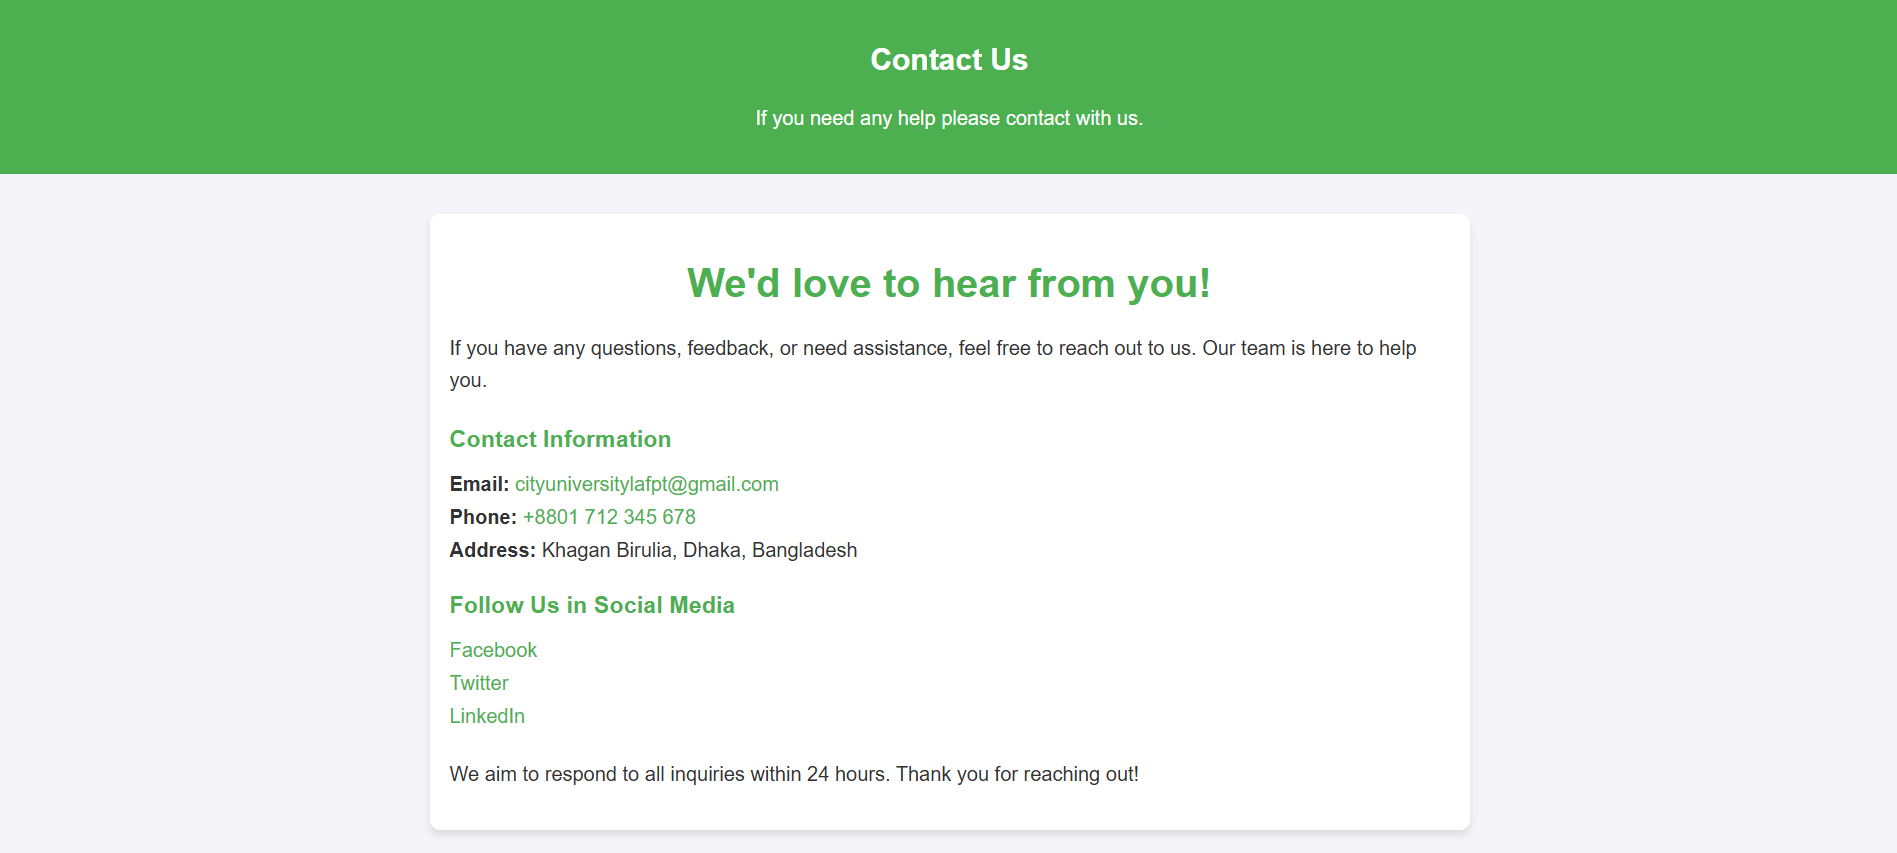 Contact Us
If you need any help please contact with us.
We'd love to hear from you!
If you have any questions, feedback, or need assistance, feel free to reach out to us. Our team is here to help
you.
Contact Information
Email: cityuniversitylafpt@gmail.com
Phone: +8801 712 345 678
Address: Khagan Birulia, Dhaka, Bangladesh
Follow Us in Social Media
Facebook
Twitter
LinkedIn
We aim to respond to all inquiries within 24 hours. Thank you for reaching out!